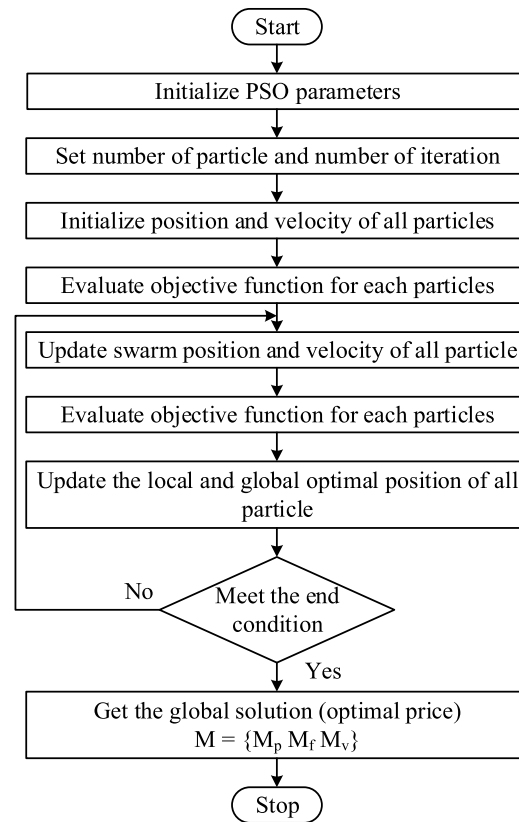 Start
Initialize PSO parameters
Set number of particle and number of iteration
Initialize position and velocity of all particles
Evaluate objective function for each particles
Update swarm position and velocity of all particle
Evaluate objective function for each particles
Update the local and global optimal position of all
particle
No
Meet the end
condition
Yes
Get the global solution (optimal price)
M = {Mₚ M_f Mᵥ}
Stop